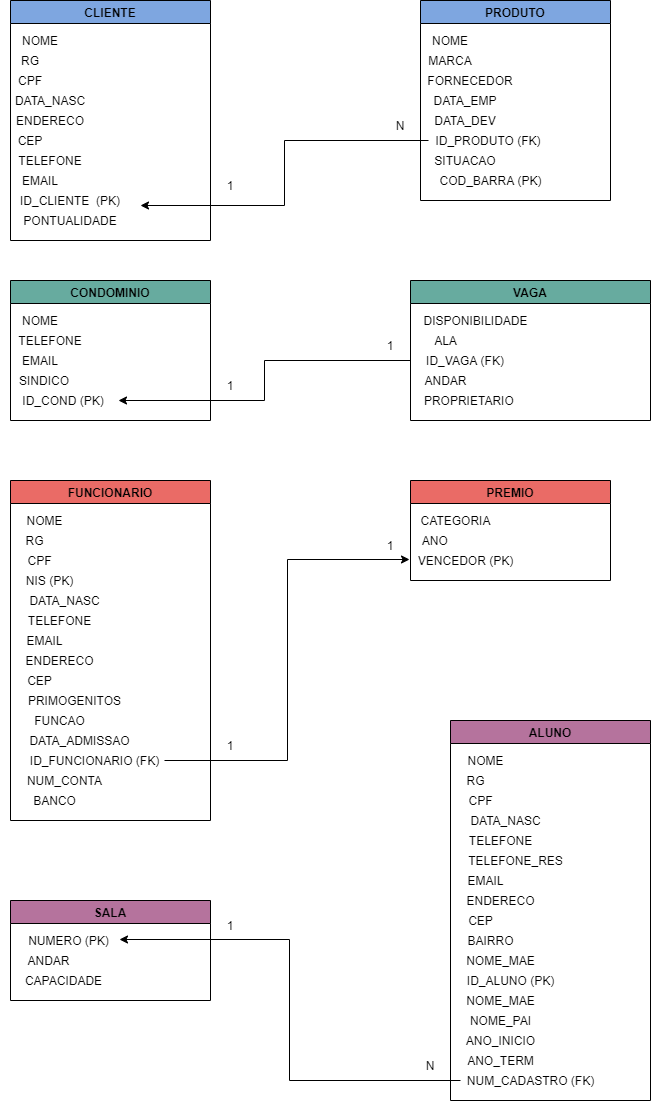 CLIENTE
NOME
RG
CPF
DATA_NASC
ENDERECO
CEP
TELEFONE
EMAIL
ID_CLIENTE (PK)
PONTUALIDADE
1
N
PRODUTO
NOME
MARCA
FORNECEDOR
DATA_EMP
DATA_DEV
ID_PRODUTO (FK)
SITUACAO
COD_BARRA (PK)
CONDOMINIO
NOME
TELEFONE
EMAIL
SINDICO
ID_COND (PK)
1
1
VAGA
DISPONIBILIDADE
ALA
ID_VAGA (FK)
ANDAR
PROPRIETARIO
FUNCIONARIO
NOME
RG
CPF
NIS (PK)
DATA_NASC
TELEFONE
EMAIL
ENDERECO
CEP
PRIMOGENITOS
FUNCAO
DATA_ADMISSAO
ID_FUNCIONARIO (FK)
NUM_CONTA
BANCO
1
1
PREMIO
CATEGORIA
ANO
VENCEDOR (PK)
SALA
NUMERO (PK)
ANDAR
CAPACIDADE
1
N
ALUNO
NOME
RG
CPF
DATA_NASC
TELEFONE
TELEFONE_RES
EMAIL
ENDERECO
CEP
BAIRRO
NOME_MAE
ID_ALUNO (PK)
NOME_MAE
NOME_PAI
ANO_INICIO
ANO_TERM
NUM_CADASTRO (FK)